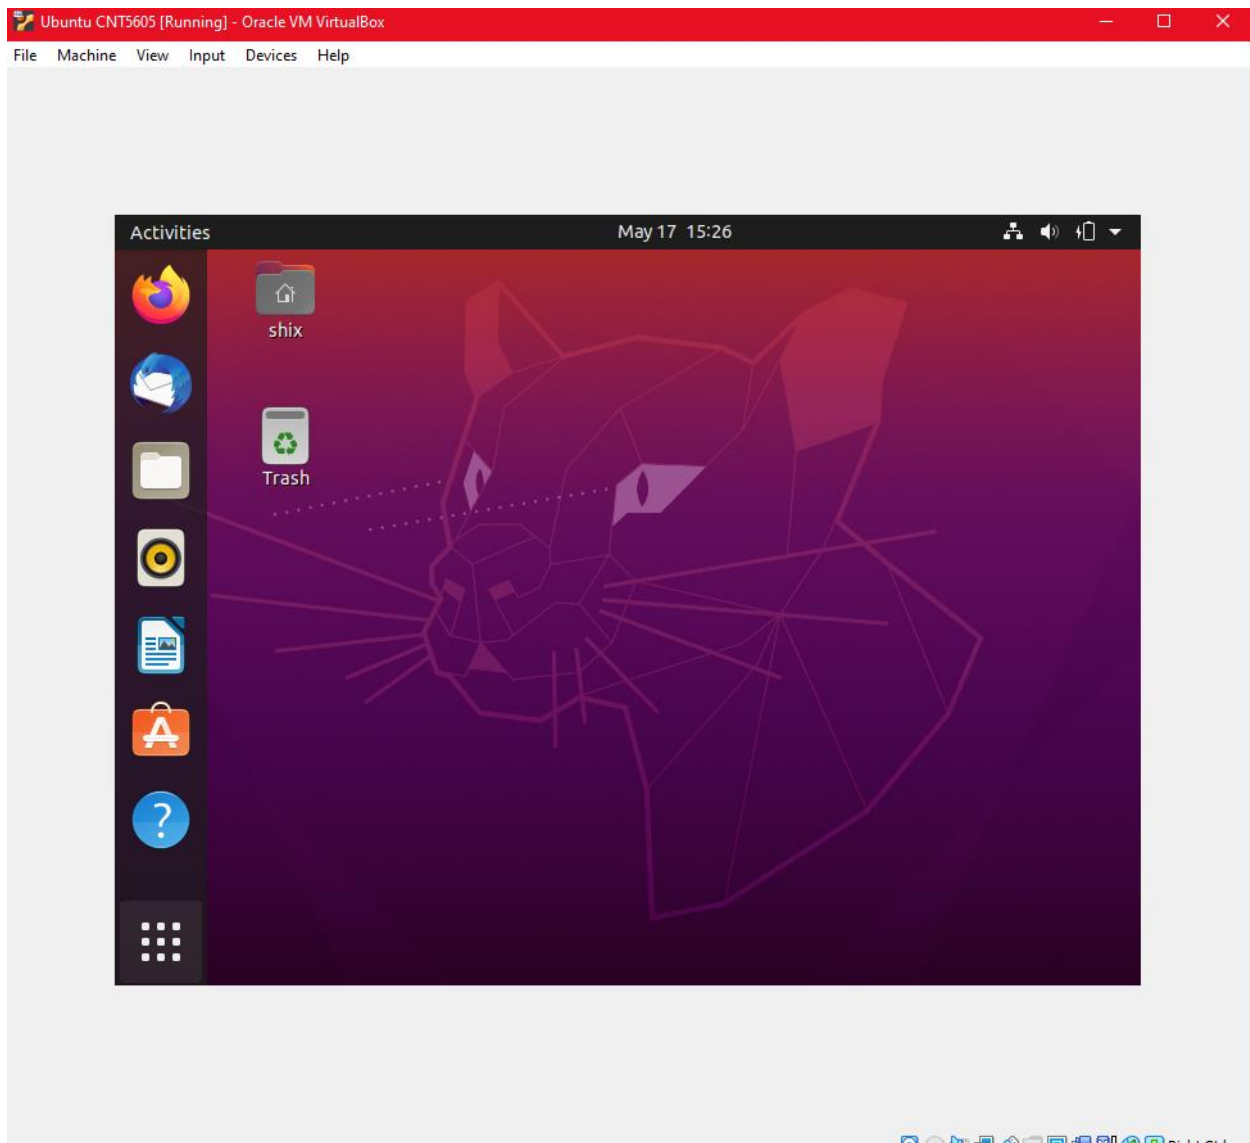 Ubuntu CNT5605 [Running] - Oracle VM VirtualBox
File Machine View Input Devices Help
Activities May 17 15:26
shix
Trash